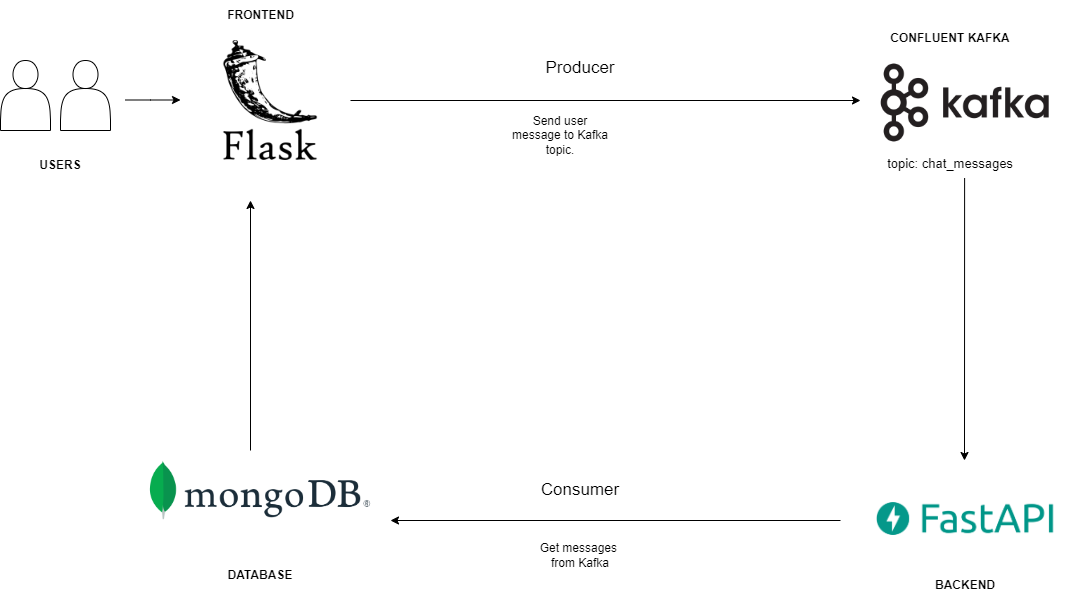 FRONTEND
CONFLUENT KAFKA
Producer
kafka
Send user
message to Kafka
topic.
Flask
USERS
topic: chat_messages
mongoDB®
Consumer
FastAPI
Get messages
from Kafka
DATABASE
BACKEND